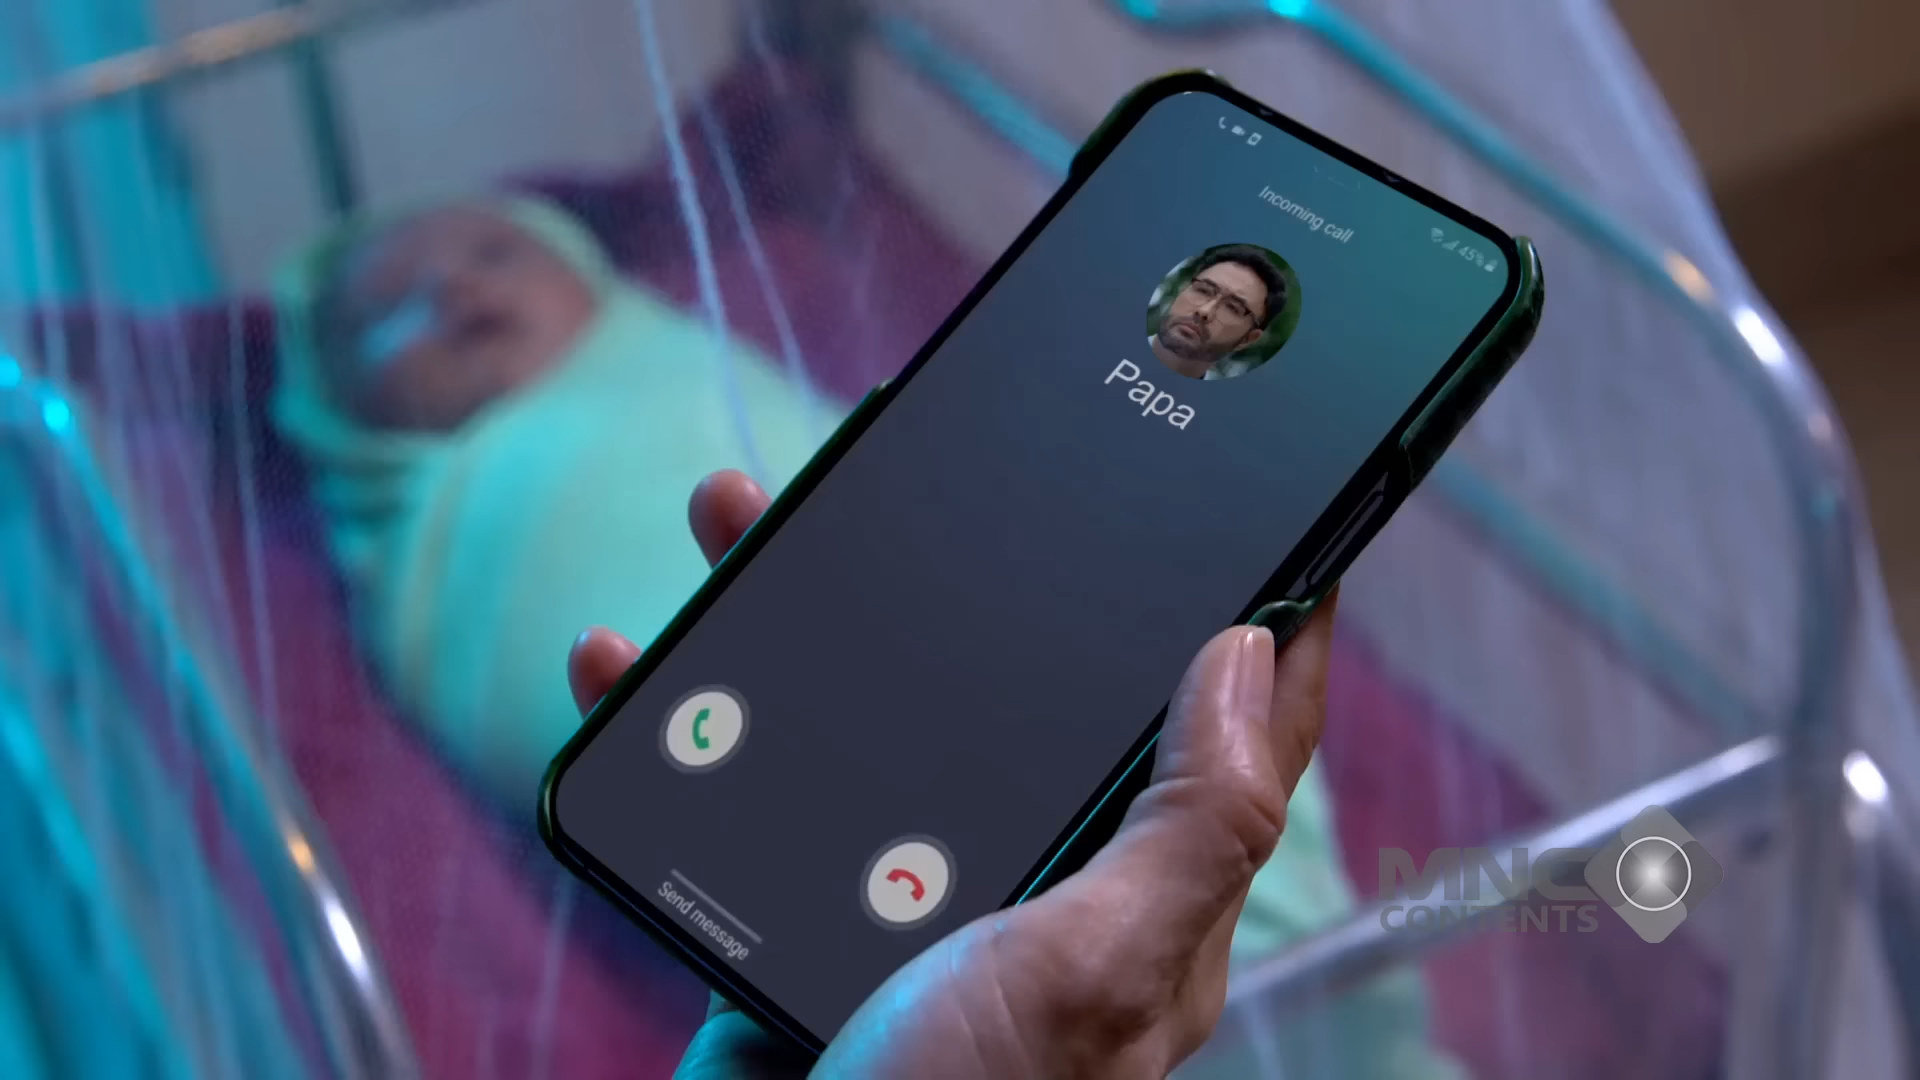 Incoming call
45%
Papa
Send message
MNC
CONTENTS